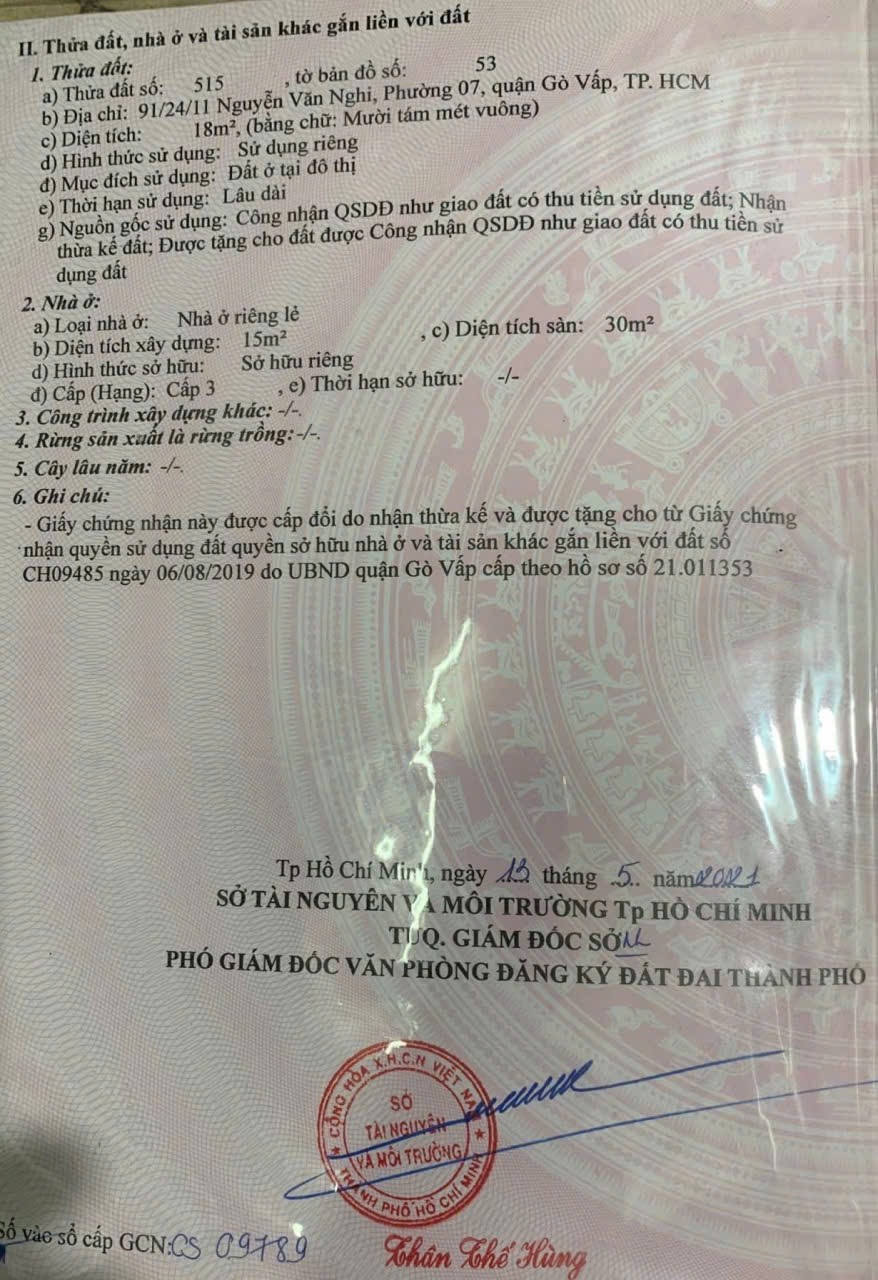 II. Thửa đất, nhà ở và tài sản khác gắn liền với đất
1. Thửa đất:
a) Thửa đất số: 515 , tờ bản đồ số: 53
b) Địa chỉ: 91/24/11 Nguyễn Văn Nghi, Phường 07, quận Gò Vấp, TP. HCM
c) Diện tích: 18m², (bằng chữ: Mười tám mét vuông)
d) Hình thức sử dụng: Sử dụng riêng
đ) Mục đích sử dụng: Đất ở tại đô thị
e) Thời hạn sử dụng: Lâu dài
g) Nguồn gốc sử dụng: Công nhận QSDĐ như giao đất có thu tiền sử dụng đất; Nhận
thừa kế đất; Được tặng cho đất được Công nhận QSDĐ như giao đất có thu tiền sử
dụng đất
2. Nhà ở:
a) Loại nhà ở: Nhà ở riêng lẻ
b) Diện tích xây dựng: 15m² , c) Diện tích sàn: 30m²
d) Hình thức sở hữu: Sở hữu riêng
đ) Cấp (Hạng): Cấp 3 , e) Thời hạn sở hữu: -/-
3. Công trình xây dựng khác: -/-.
4. Rừng sản xuất là rừng trồng:-/-.
5. Cây lâu năm: -/-.
6. Ghi chú:
- Giấy chứng nhận này được cấp đổi do nhận thừa kế và được tặng cho từ Giấy chứng
nhận quyền sử dụng đất quyền sở hữu nhà ở và tài sản khác gắn liền với đất số
CH09485 ngày 06/08/2019 do UBND quận Gò Vấp cấp theo hồ sơ số 21.011353
Tp Hồ Chí Minh, ngày 13 tháng 5 năm 2021
SỞ TÀI NGUYÊN VÀ MÔI TRƯỜNG Tp HỒ CHÍ MINH
TUQ. GIÁM ĐỐC SỞ
PHÓ GIÁM ĐỐC VĂN PHÒNG ĐĂNG KÝ ĐẤT ĐAI THÀNH PHỐ
CỘNG HÒA X.H.C.N VIỆT NAM
SỞ
TÀI NGUYÊN
VÀ MÔI TRƯỜNG
THÀNH PHỐ HỒ CHÍ MINH
Số vào sổ cấp GCN:CS 09789
Thân Thế Hùng